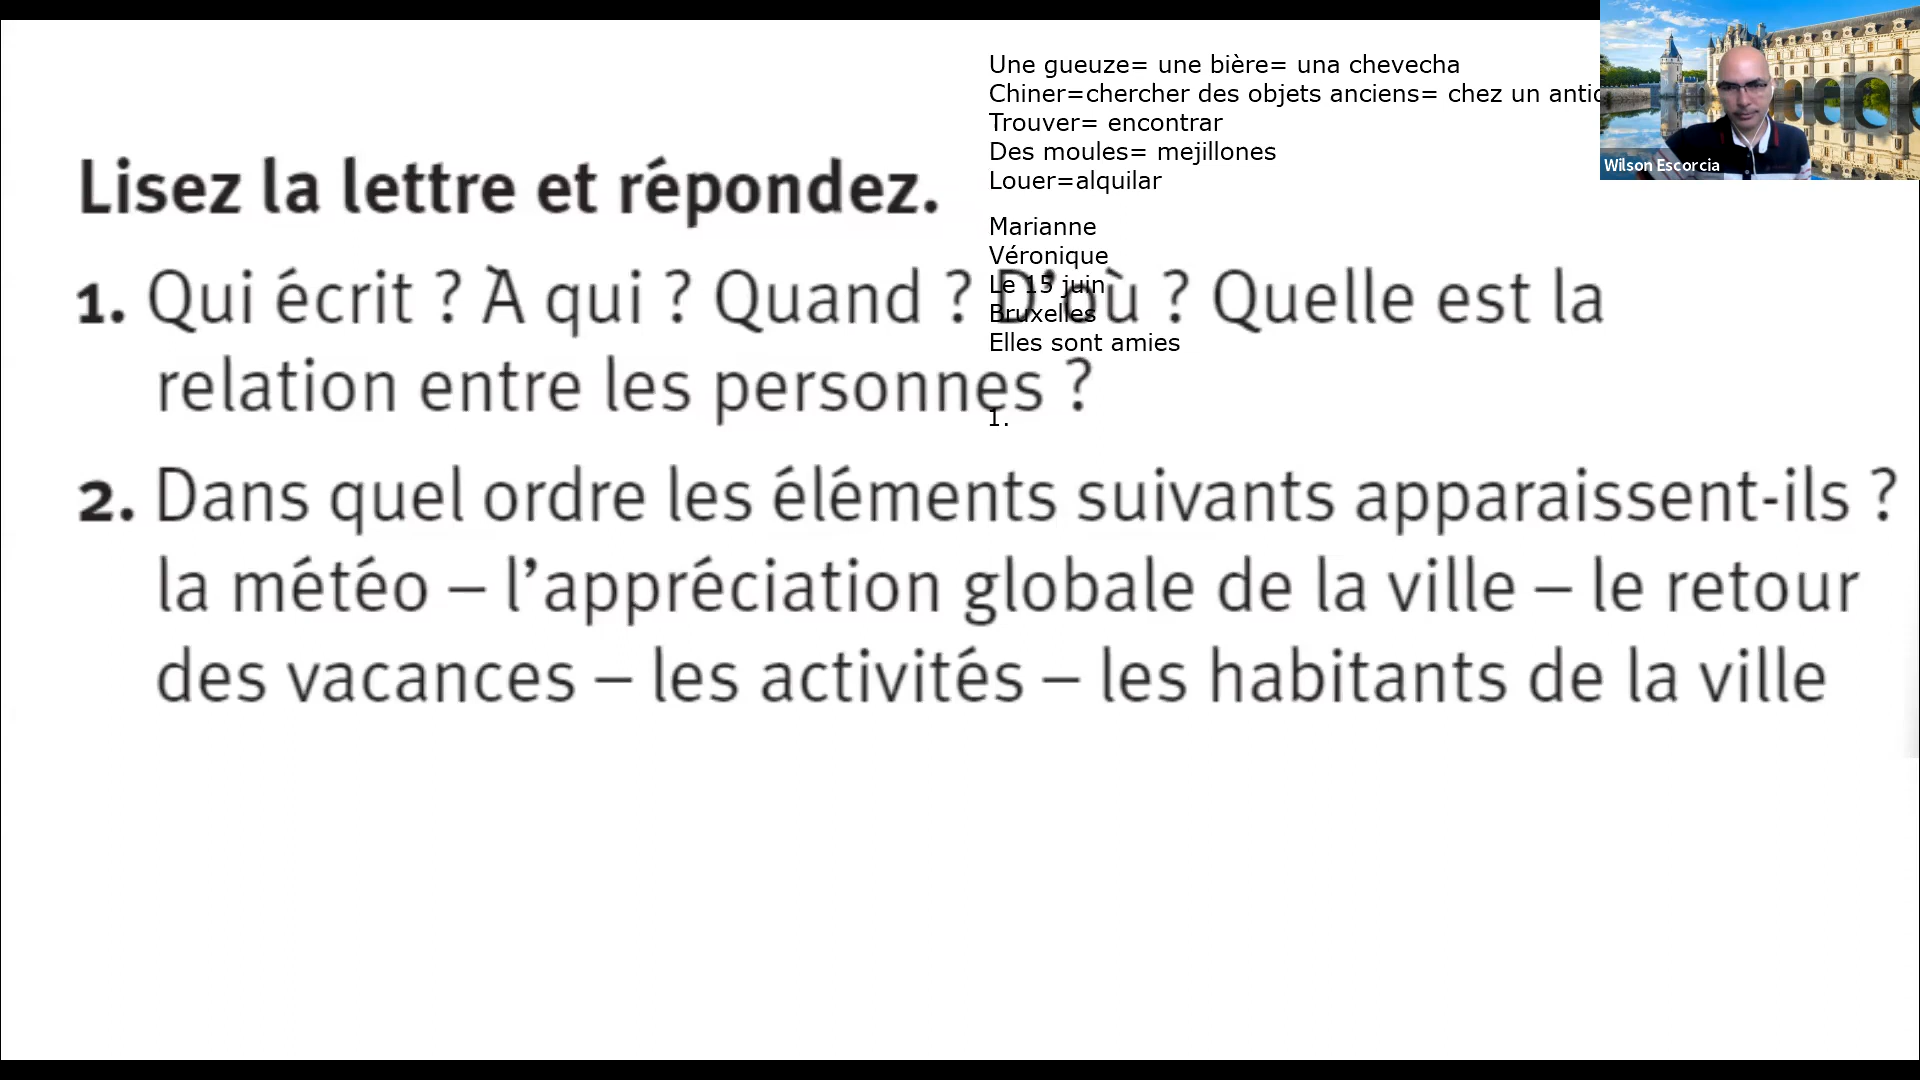 Une gueuze= une bière= una chevecha
Chiner=chercher des objets anciens= chez un
Trouver= encontrar
Des moules= mejillones
Louer=alquilar
Wilson Escorcia
Lisez la lettre et répondez.
Marianne
Véronique
Le 15 juin
Bruxelles
Elles sont amies
1. Qui écrit ? À qui ? Quand ? D'où ? Quelle est la
relation entre les personnes ?
1.
2. Dans quel ordre les éléments suivants apparaissent-ils ?
la météo – l’appréciation globale de la ville – le retour
des vacances – les activités – les habitants de la ville